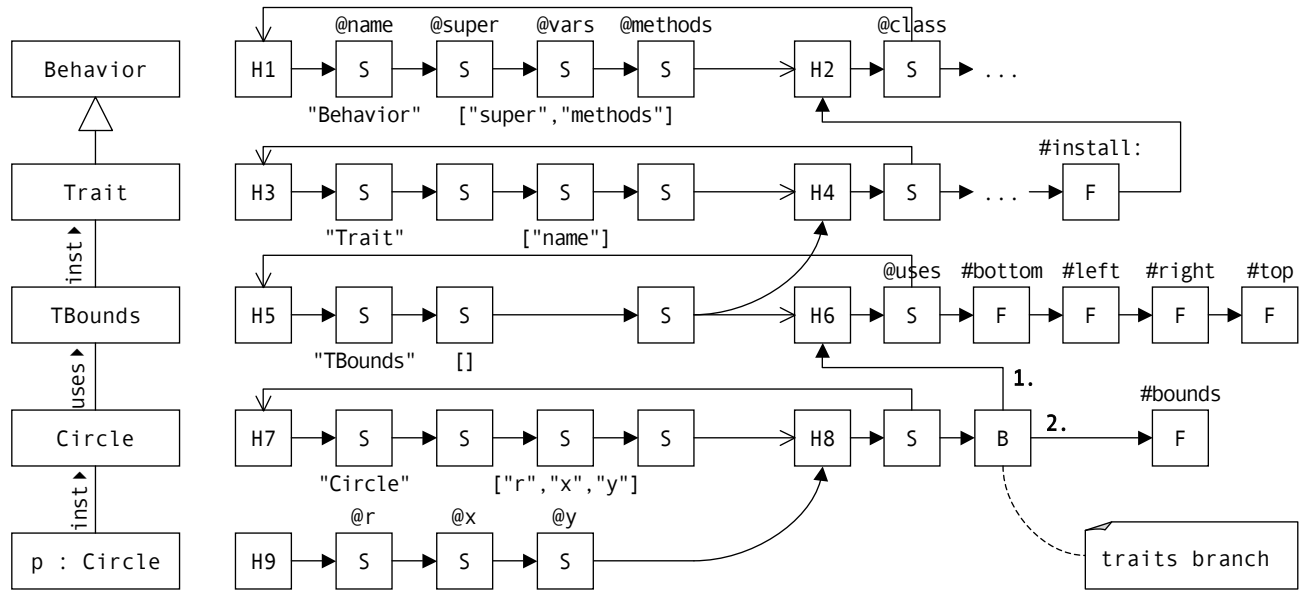 @name @super @vars @methods @class
Behavior H1 S S S S H2 S ...
"Behavior" ["super","methods"]
#install:
Trait H3 S S S S H4 S ... F
"Trait" ["name"]
inst
@uses #bottom #left #right #top
TBounds H5 S S S H6 S F F F F
"TBounds" []
uses
1.
#bounds
2.
Circle H7 S S S S H8 S B F
"Circle" ["r","x","y"]
inst
@r @x @y
p : Circle H9 S S S
traits branch